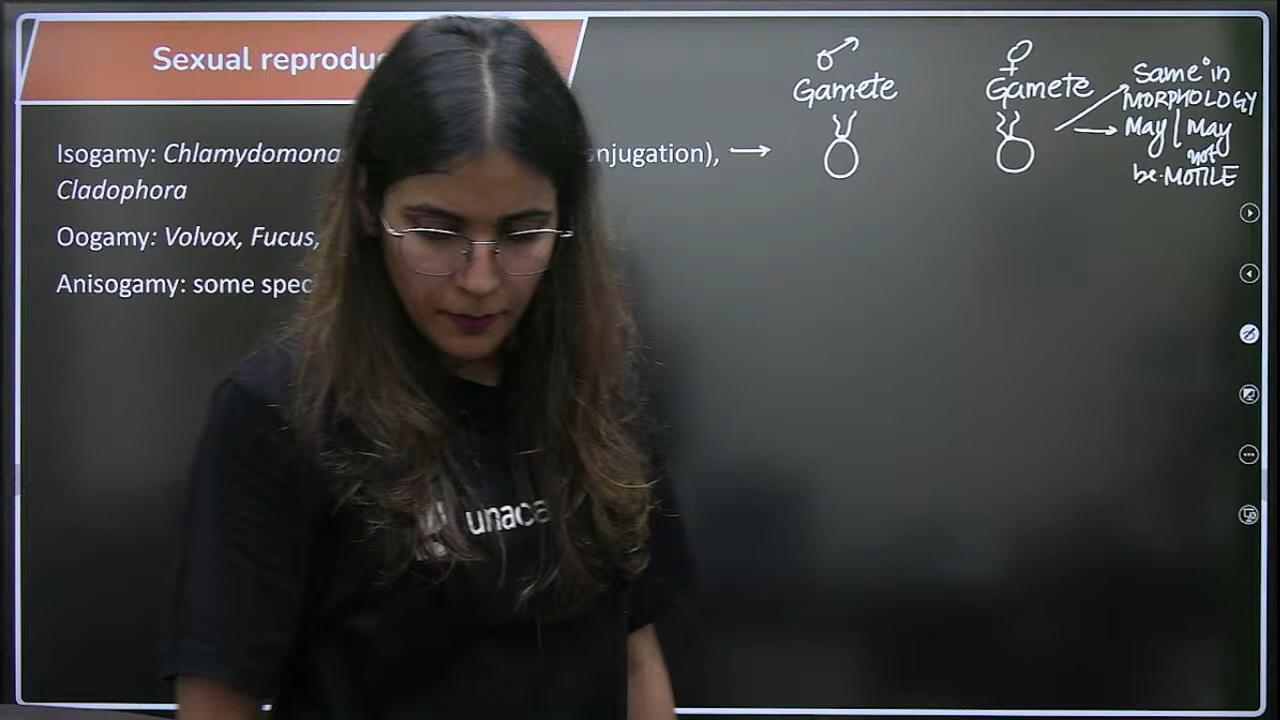 Sexual reprodu
♂ ♀
Gamete Gamete
Same in
MORPHOLOGY
May | May
not
be MOTILE
Isogamy: Chlamydomona onjugation), →
Cladophora
Oogamy: Volvox, Fucus,
Anisogamy: some spec
unaca